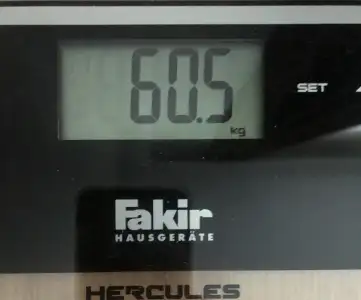 60.5
kg
SET
Fakir
HAUSGERÄTE
HERCULES